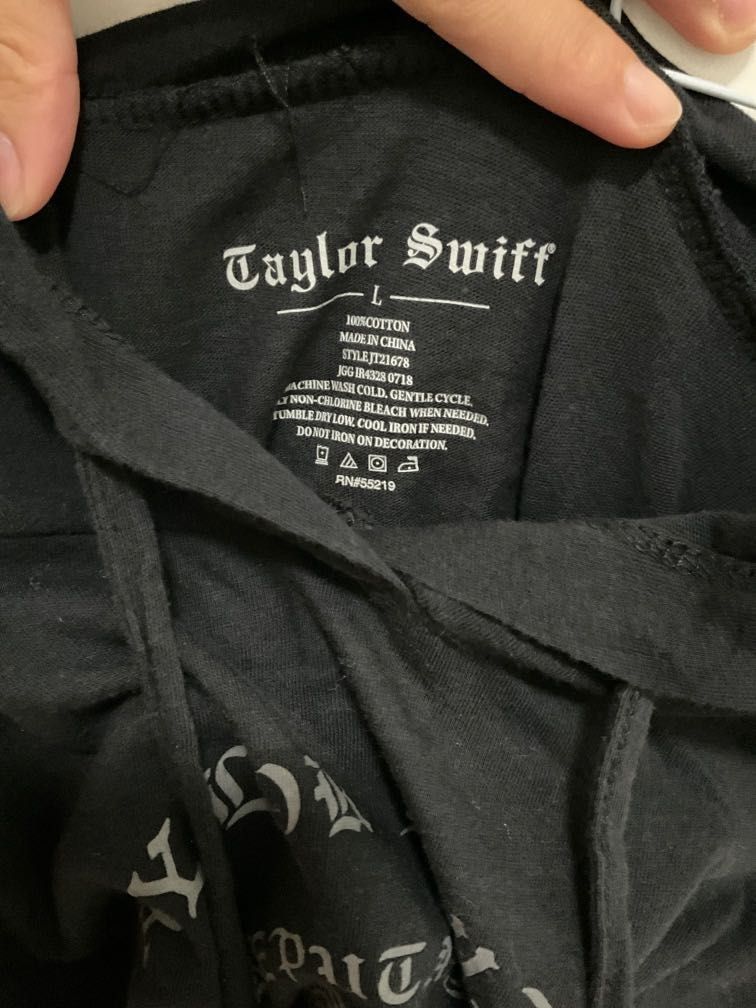 Taylor Swift®
L
100% COTTON
MADE IN CHINA
STYLE JT21678
JGG IR4328 0718
MACHINE WASH COLD. GENTLE CYCLE.
NON-CHLORINE BLEACH WHEN NEEDED.
TUMBLE DRY LOW. COOL IRON IF NEEDED.
DO NOT IRON ON DECORATION.
RN#55219